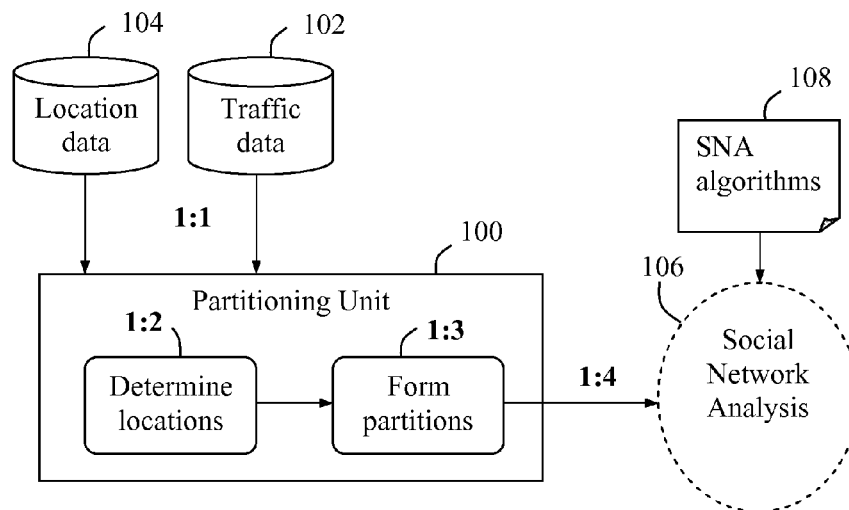 104
102
Location
data
Traffic
data
108
SNA
algorithms
1:1
100
Partitioning Unit
106
1:2
1:3
Determine
locations
Form
partitions
1:4
Social
Network
Analysis